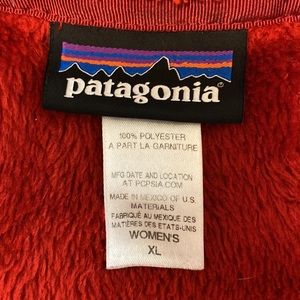 patagonia
100% POLYESTER
A PART LA GARNITURE
MFG DATE AND LOCATION
AT PCPSIA.COM
MADE IN MEXICO OF U.S.
MATERIALS
FABRIQUÉ AU MEXIQUE DES
MATIÈRES DES ETATS-UNIS
WOMEN'S
XL